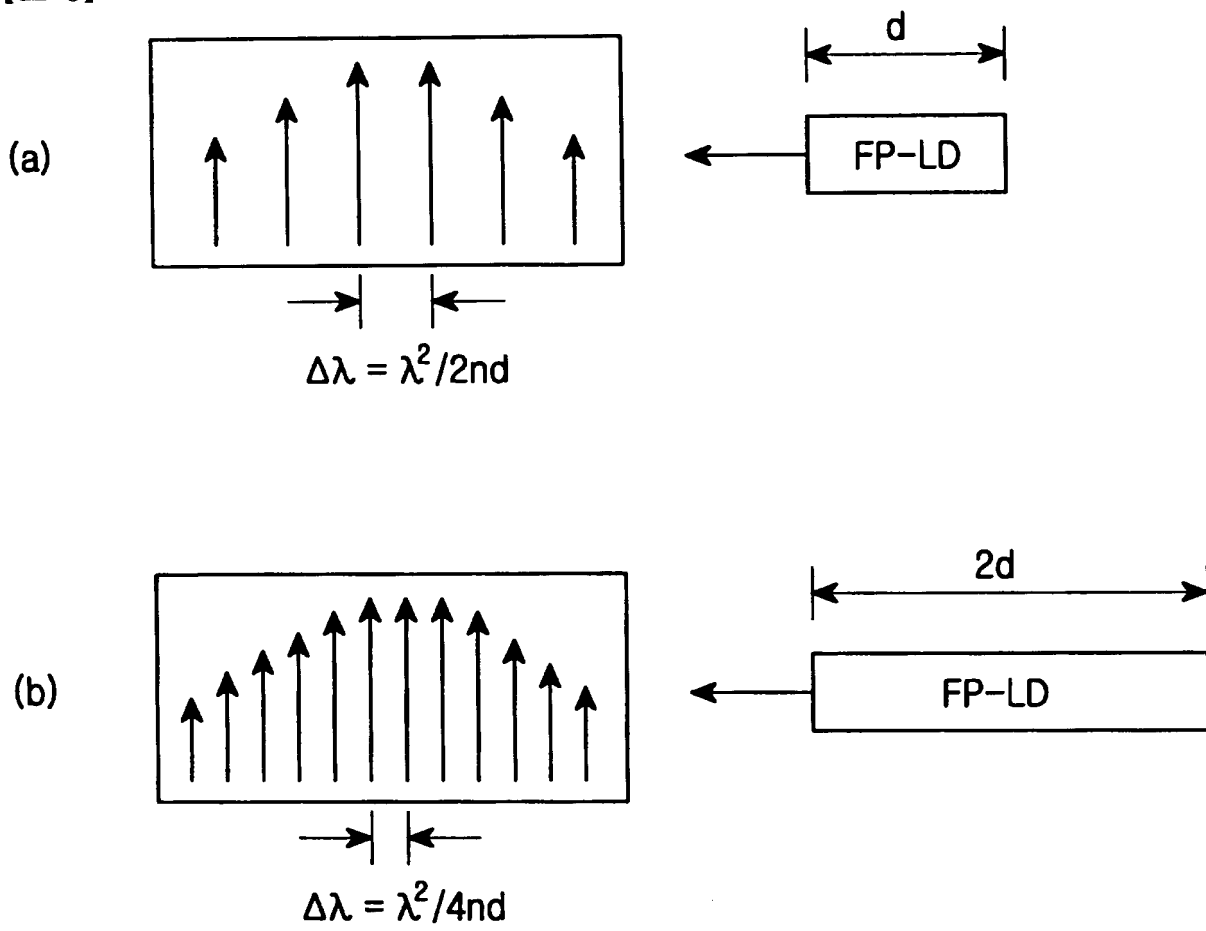 d
(a)
FP-LD
Δλ = λ²/2nd
2d
(b)
FP-LD
Δλ = λ²/4nd